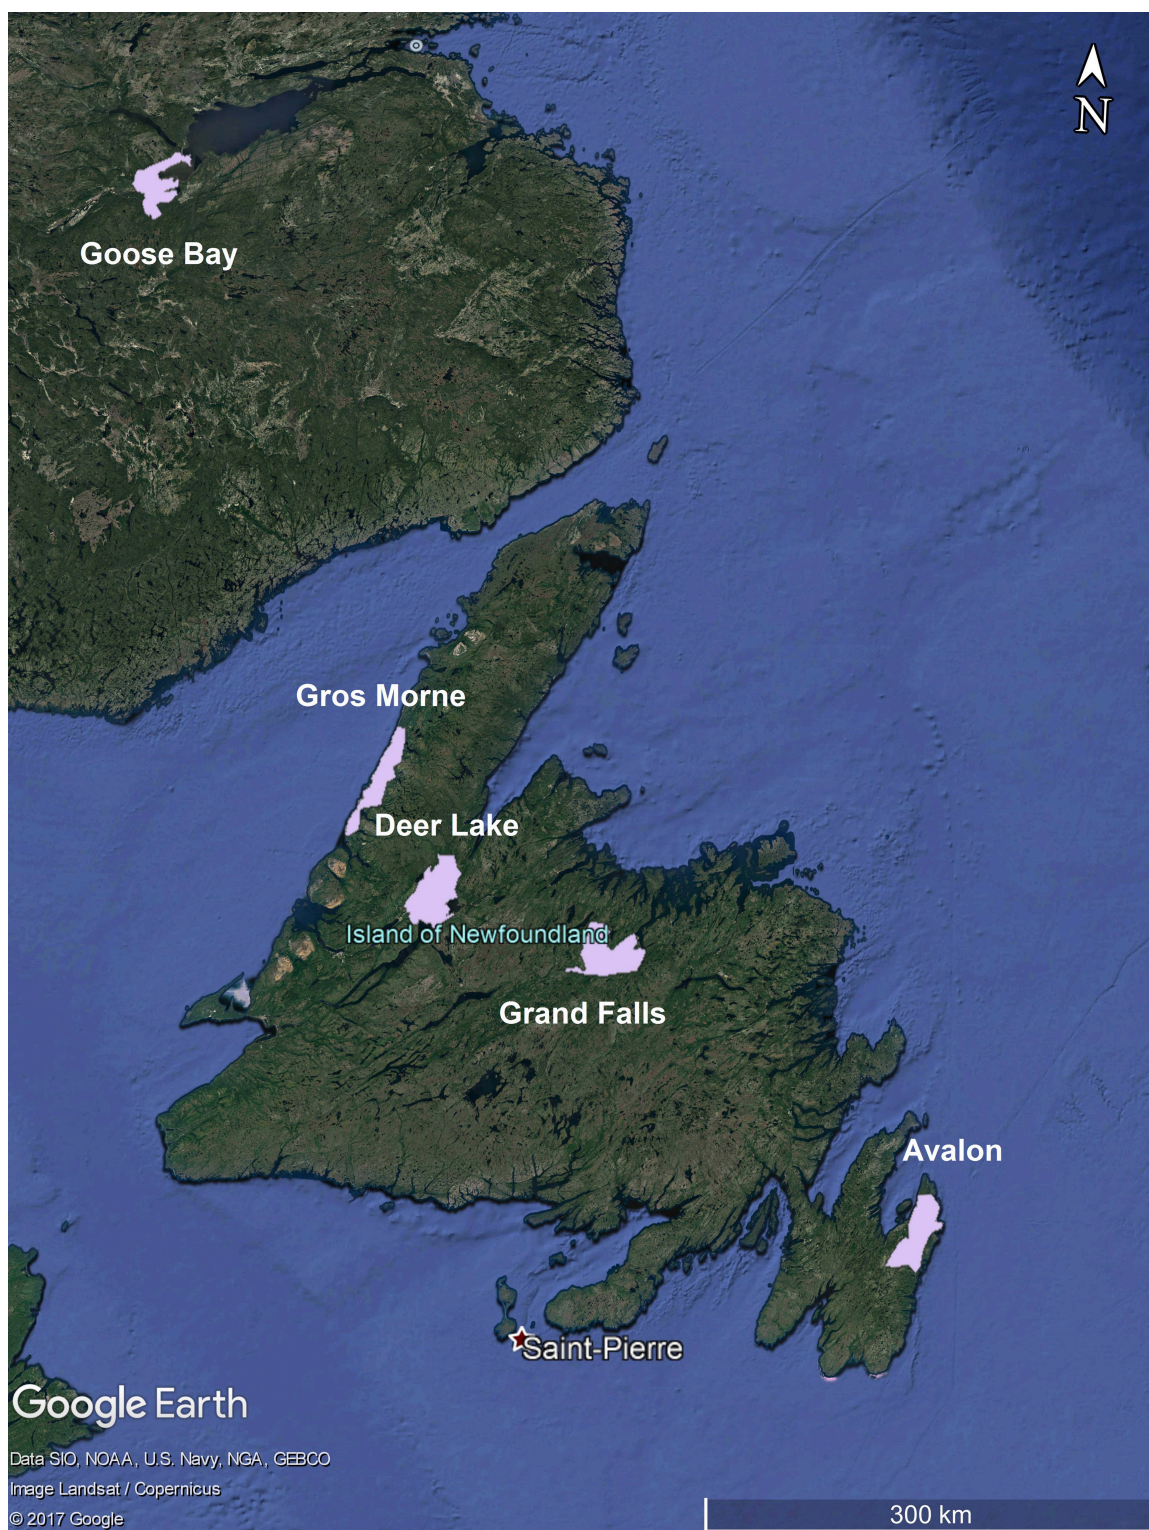 N
Goose Bay
Gros Morne
Deer Lake
Island of Newfoundland
Grand Falls
Avalon
Saint-Pierre
Google Earth
Data SIO, NOAA, U.S. Navy, NGA, GEBCO
Image Landsat / Copernicus
© 2017 Google
300 km